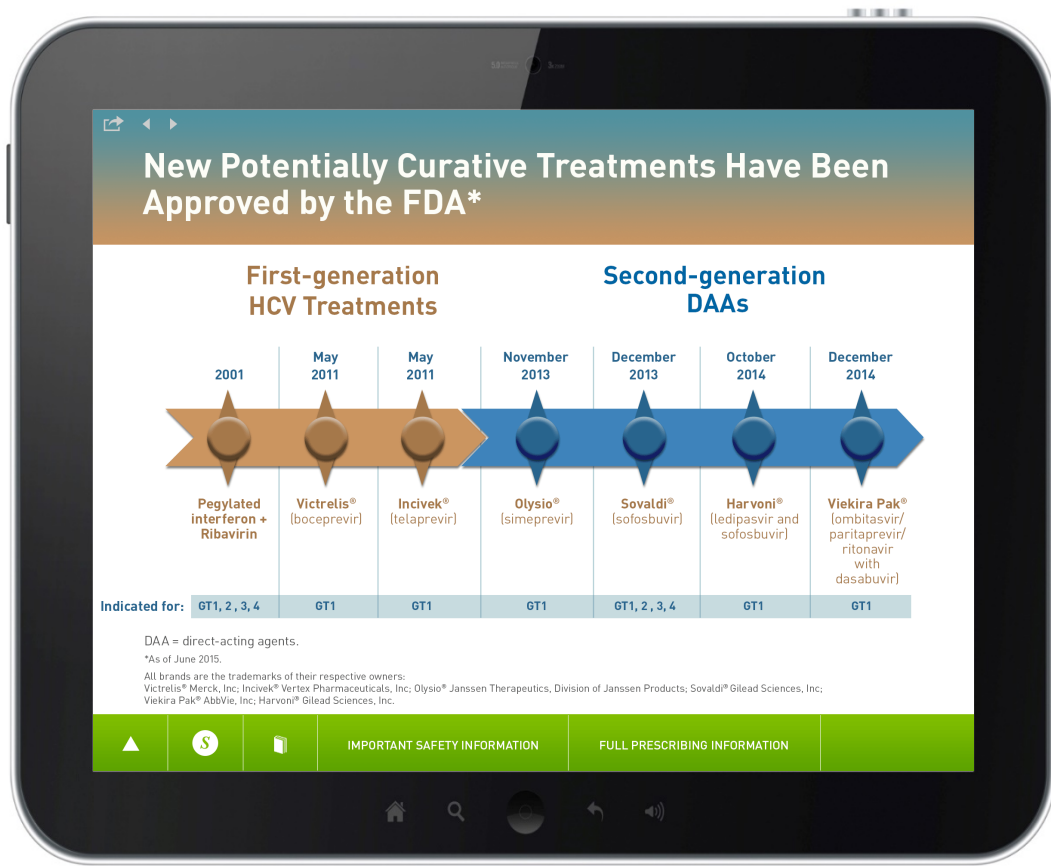 New Potentially Curative Treatments Have Been
Approved by the FDA*
First-generation
HCV Treatments
Second-generation
DAAs
2001
May
2011
May
2011
November
2013
December
2013
October
2014
December
2014
Pegylated
interferon +
Ribavirin
Victrelis®
(boceprevir)
Incivek®
(telaprevir)
Olysio®
(simeprevir)
Sovaldi®
(sofosbuvir)
Harvoni®
(ledipasvir and
sofosbuvir)
Viekira Pak®
(ombitasvir/
paritaprevir/
ritonavir
with
dasabuvir)
Indicated for: GT1, 2 , 3, 4 GT1 GT1 GT1 GT1, 2 , 3, 4 GT1 GT1
DAA = direct-acting agents.
*As of June 2015.
All brands are the trademarks of their respective owners:
Victrelis® Merck, Inc; Incivek® Vertex Pharmaceuticals, Inc; Olysio® Janssen Therapeutics, Division of Janssen Products; Sovaldi® Gilead Sciences, Inc;
Viekira Pak® AbbVie, Inc; Harvoni® Gilead Sciences, Inc.
S
IMPORTANT SAFETY INFORMATION
FULL PRESCRIBING INFORMATION